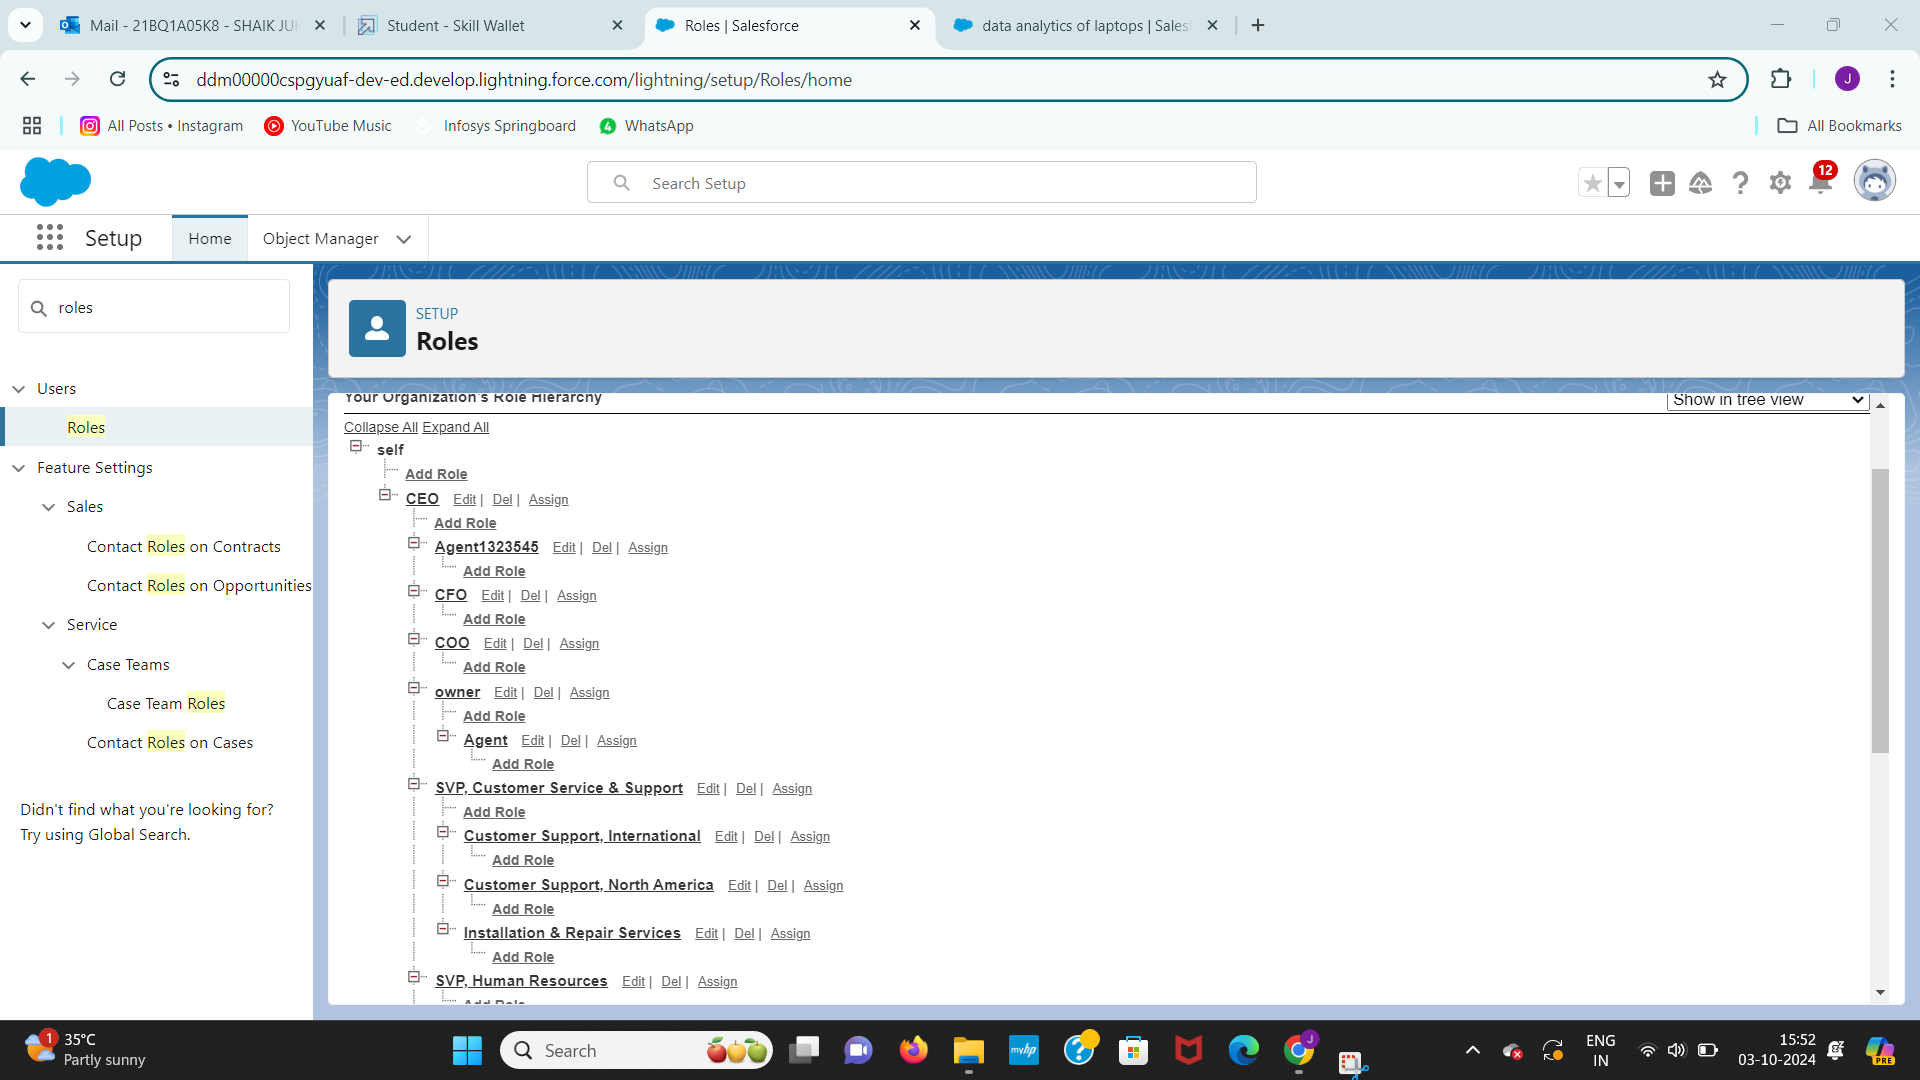 Mail - 21BQ1A05K8 - SHAIK JU
Student - Skill Wallet
Roles | Salesforce
data analytics of laptops | Sales
ddm00000cspgyuaf-dev-ed.develop.lightning.force.com/lightning/setup/Roles/home
J
All Posts • Instagram
YouTube Music
Infosys Springboard
WhatsApp
All Bookmarks
Search Setup
12
Setup
Home
Object Manager
roles
Users
Roles
Feature Settings
Sales
Contact Roles on Contracts
Contact Roles on Opportunities
Service
Case Teams
Case Team Roles
Contact Roles on Cases
Didn't find what you're looking for?
Try using Global Search.
SETUP
Roles
Your Organization's Role Hierarchy
Show in tree view
Collapse All Expand All
self
Add Role
CEO Edit | Del | Assign
Add Role
Agent1323545 Edit | Del | Assign
Add Role
CFO Edit | Del | Assign
Add Role
COO Edit | Del | Assign
Add Role
owner Edit | Del | Assign
Add Role
Agent Edit | Del | Assign
Add Role
SVP, Customer Service & Support Edit | Del | Assign
Add Role
Customer Support, International Edit | Del | Assign
Add Role
Customer Support, North America Edit | Del | Assign
Add Role
Installation & Repair Services Edit | Del | Assign
Add Role
SVP, Human Resources Edit | Del | Assign
Add Role
1
35°C
Partly sunny
Search
myhp
J
ENG
IN
15:52
03-10-2024
PRE